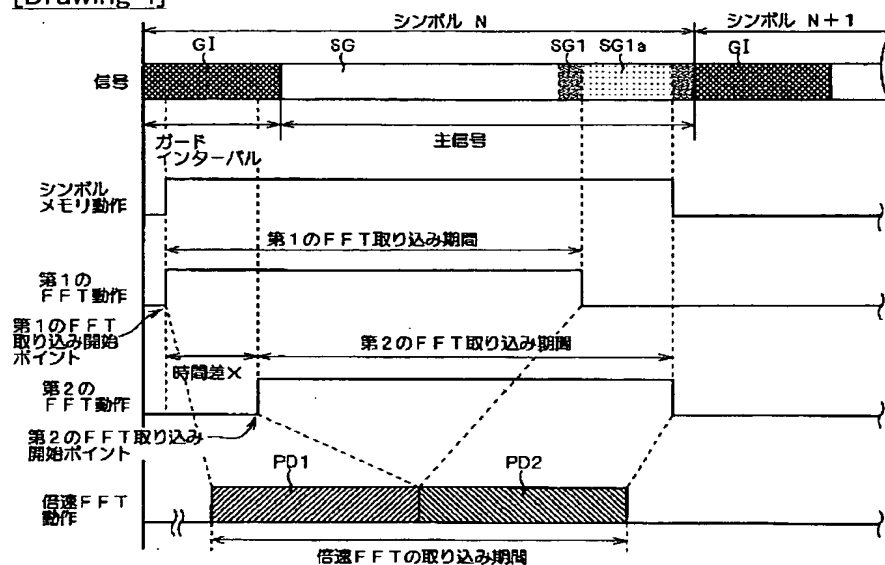 [Drawing 4]
シンボル N
シンボル N+1
GI
SG
SG1
SG1a
GI
信号
ガード
インターバル
主信号
シンボル
メモリ動作
第1のFFT取り込み期間
第1の
FFT動作
第1のFFT
取り込み開始
ポイント
第2のFFT取り込み期間
時間差X
第2の
FFT動作
第2のFFT取り込み
開始ポイント
PD1
PD2
倍速FFT
動作
倍速FFTの取り込み期間